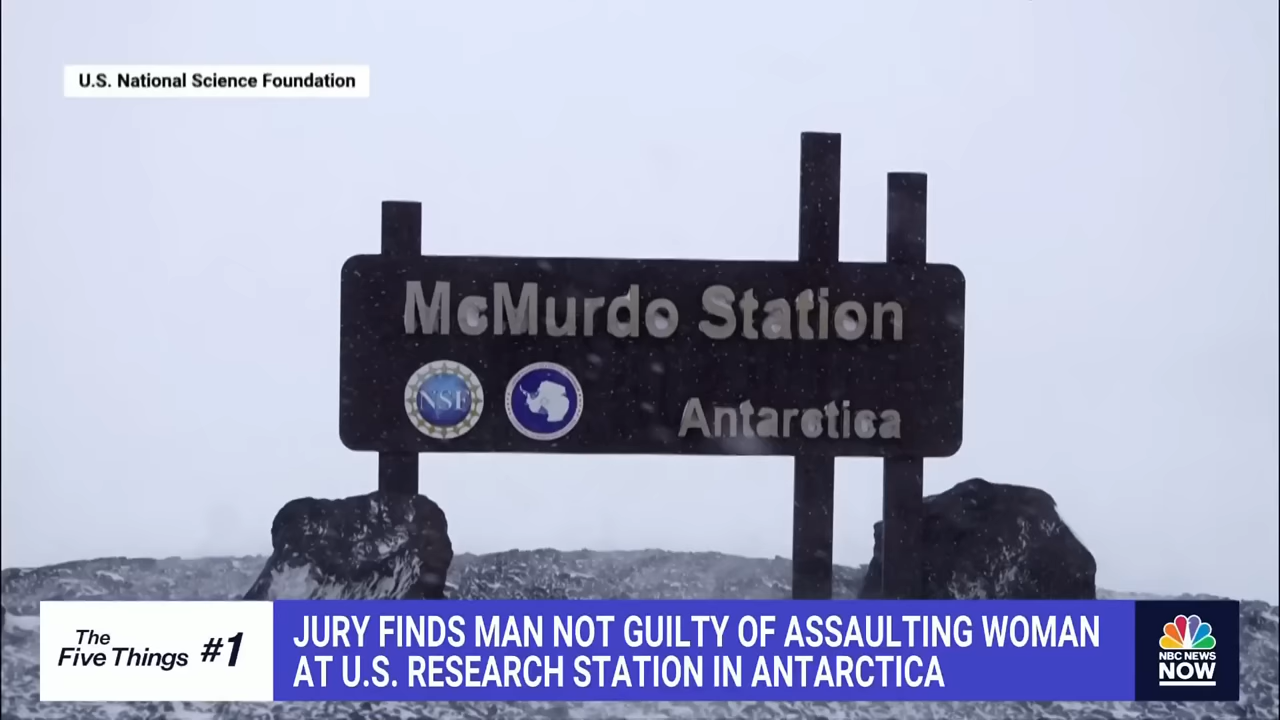 U.S. National Science Foundation
McMurdo Station
NSF
Antarctica
The
Five Things #1
JURY FINDS MAN NOT GUILTY OF ASSAULTING WOMAN
AT U.S. RESEARCH STATION IN ANTARCTICA
NBC NEWS
NOW